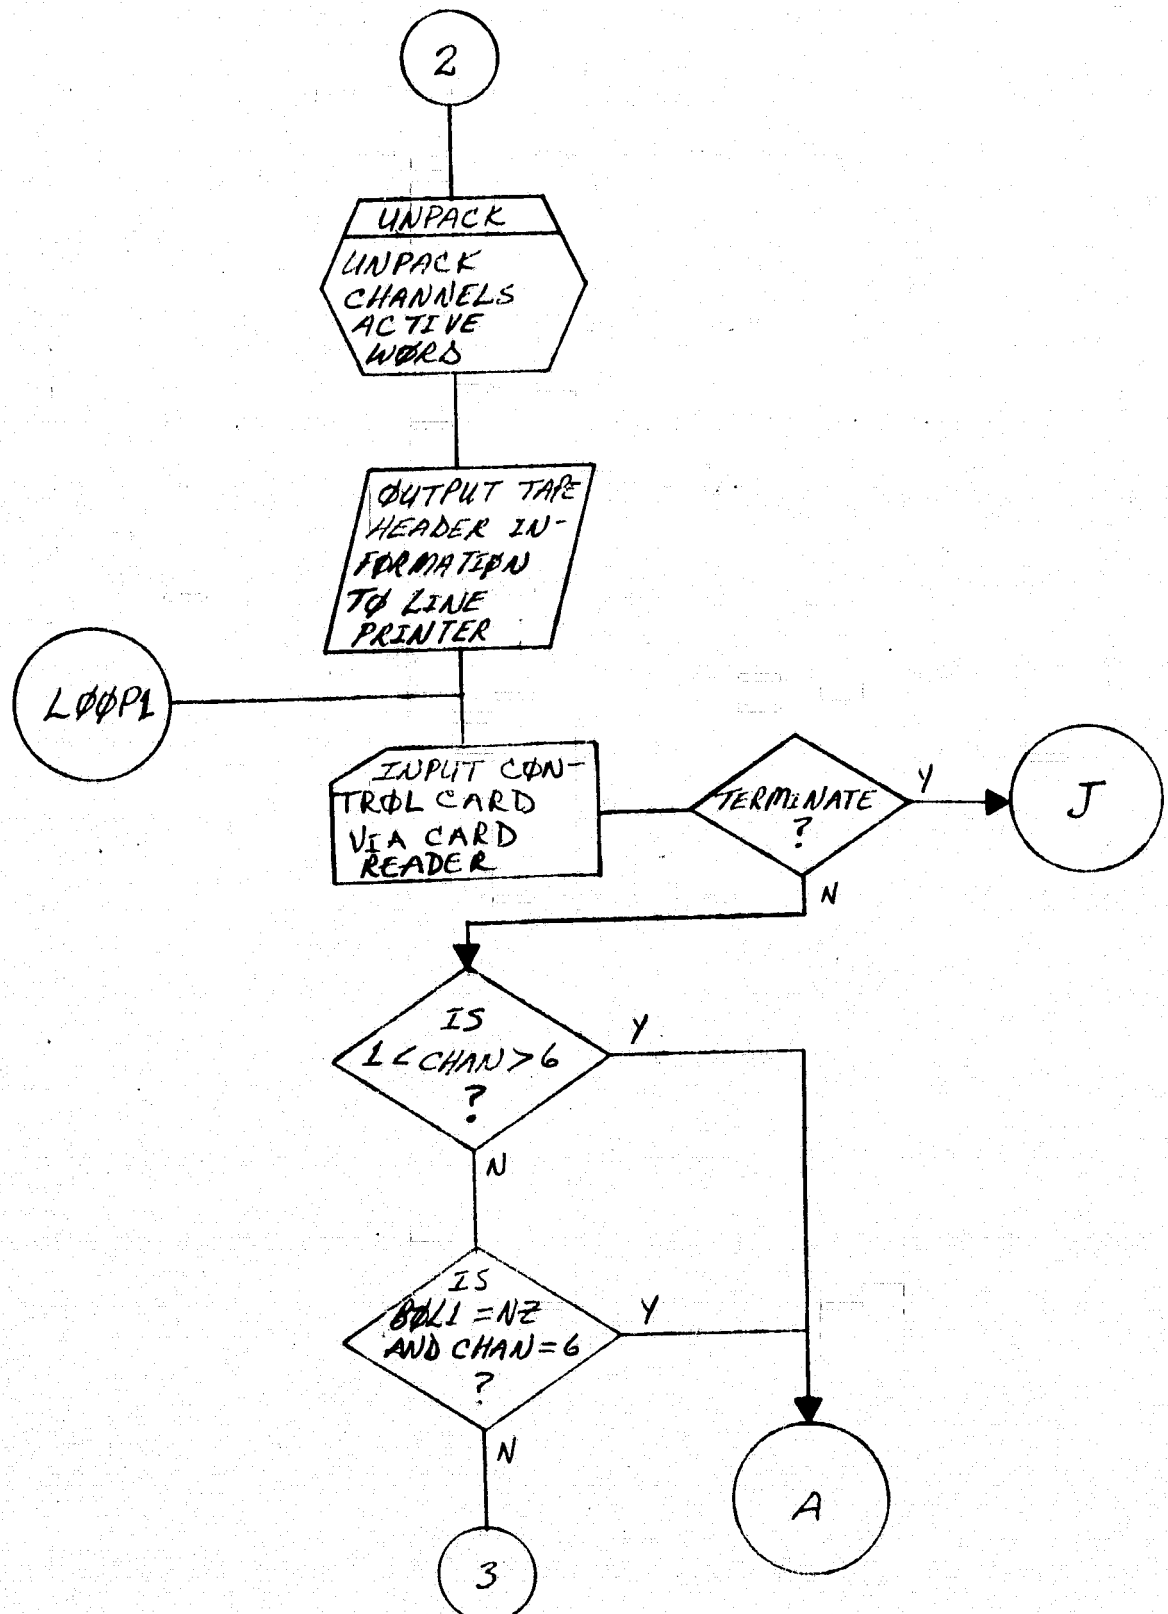 2
UNPACK
UNPACK
CHANNELS
ACTIVE
WØRD
ØUTPUT TAPE
HEADER IN-
FØRMATIØN
TØ LINE
PRINTER
LØØP1
INPUT CØN-
TRØL CARD
VIA CARD
READER
TERMINATE
?
Y
J
N
IS
1 < CHAN > 6
?
Y
N
IS
BØL1 = NZ
AND CHAN = 6
?
Y
N
A
3